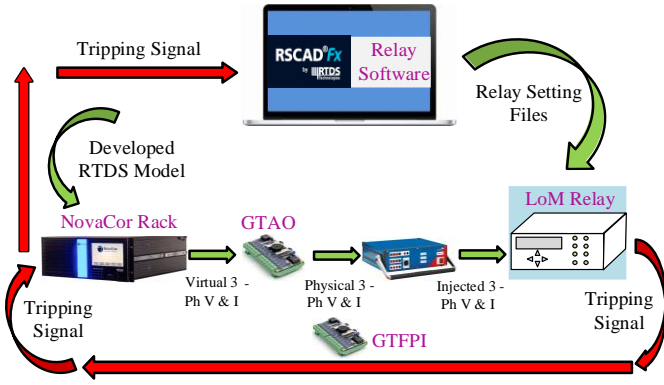 Tripping Signal
RSCAD®Fx
by RTDS
Technologies
Relay
Software
Relay Setting
Files
Developed
RTDS Model
NovaCor Rack
GTAO
LoM Relay
Virtual 3 -
Ph V & I
Physical 3 -
Ph V & I
Injected 3 -
Ph V & I
Tripping
Signal
Tripping
Signal
GTFPI